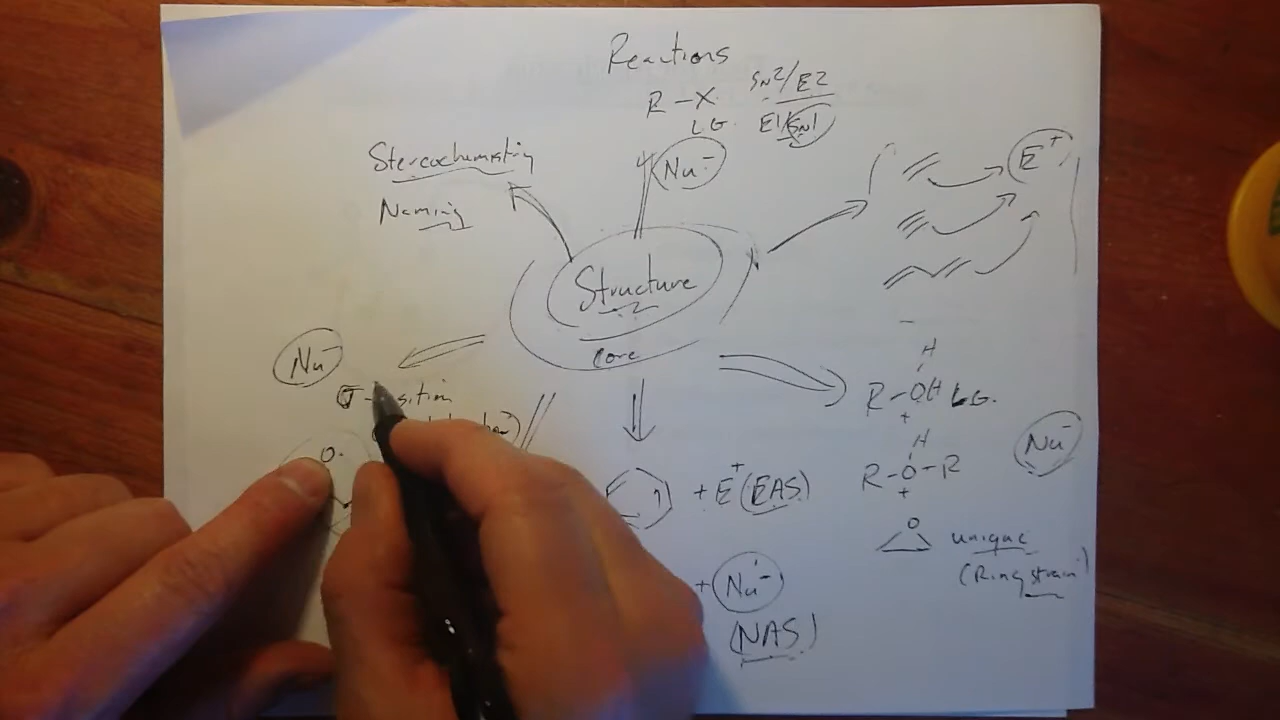 Reactions
R-X SN2/E2
LG. E1/SN1
Nu-
Stereochemistry
Naming
E+
Structure
Core
Nu-
H
R-OH LG.
+
H
R-O-R
+
Nu-
O
unique
(Ring strain)
+ E+ (EAS)
+ Nu-
(NAS)
O